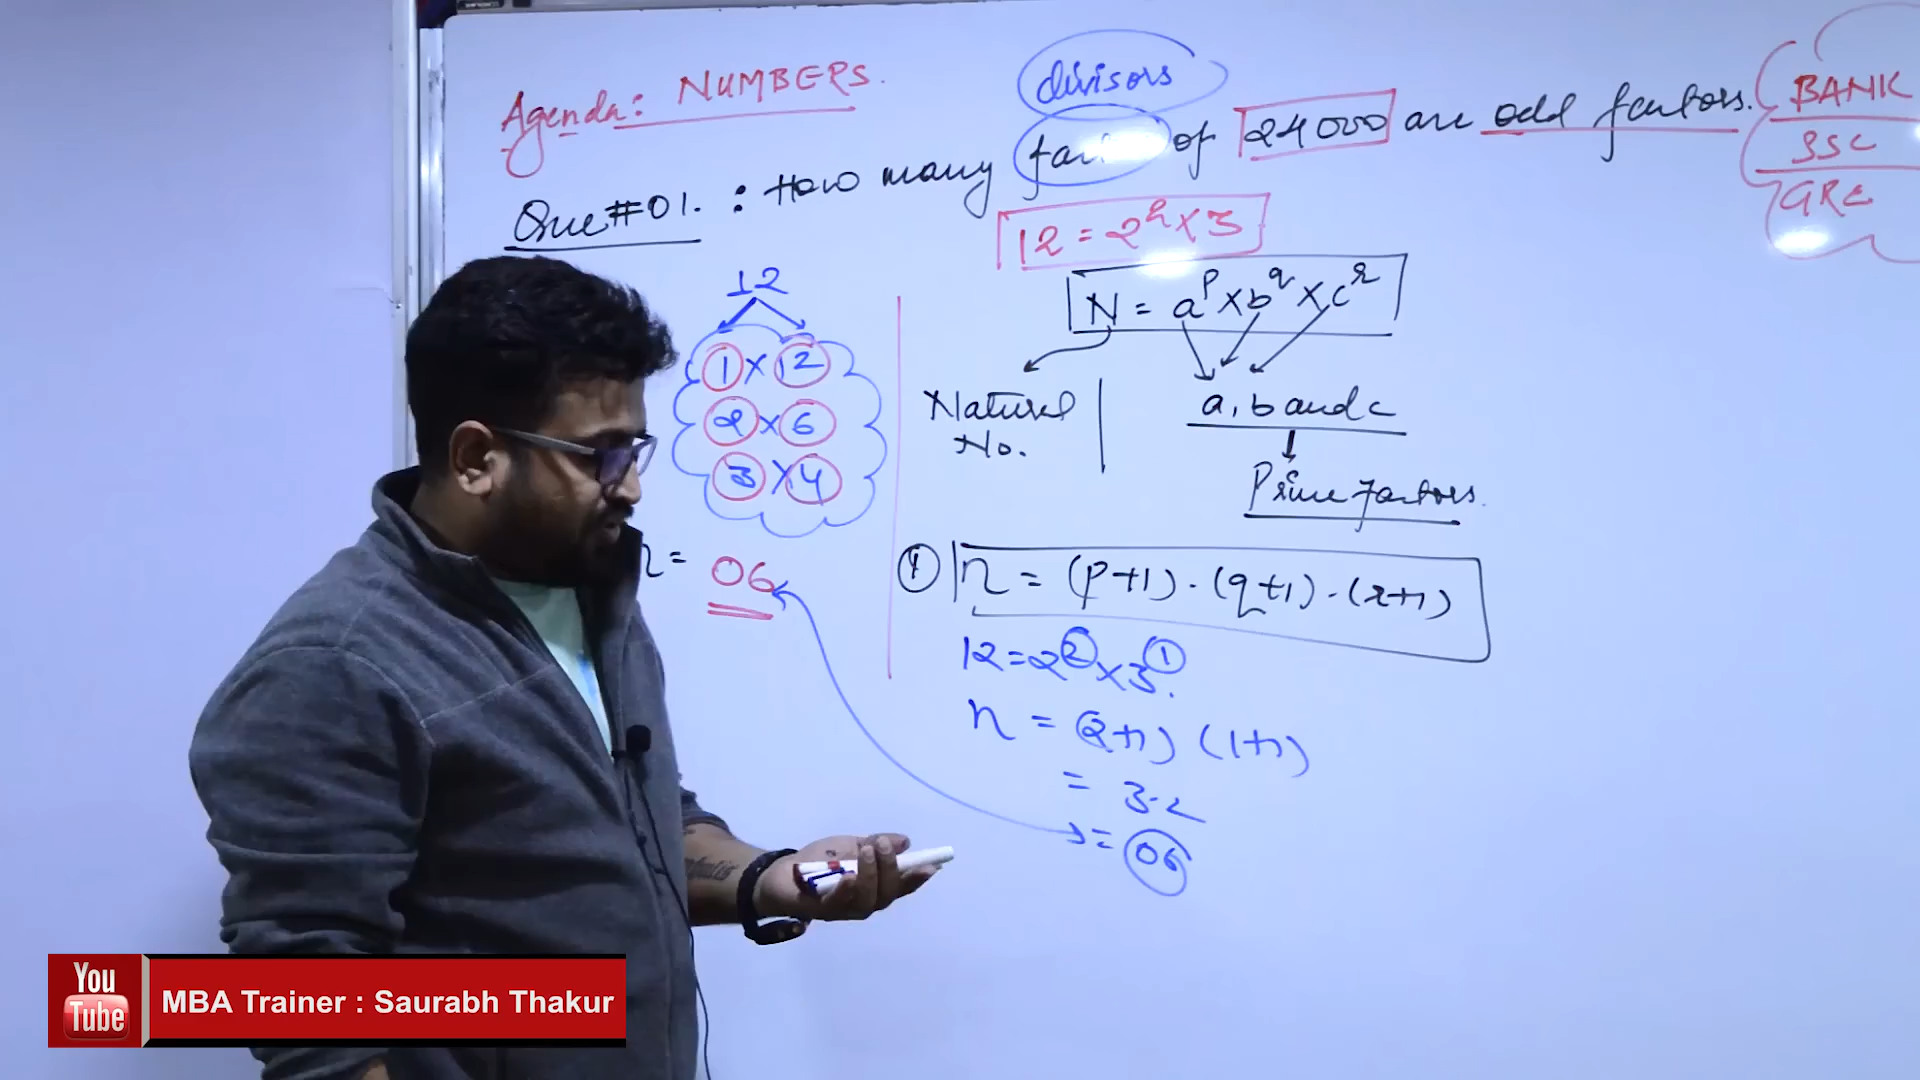 Agenda: NUMBERS.
divisors
Que#01. : How many of 24000 are odd factors.
BANK
SSC
GRE
12 = 2² × 3
12
1 × 12
2 × 6
3 × 4
n = 06
N = a^p × b^q × c^r
Natural No.
a, b and c
Prime factors.
① n = (p+1) · (q+1) · (r+1)
12 = 2² × 3¹.
n = (2+1) (1+1)
= 3·2
= 06
You Tube
MBA Trainer : Saurabh Thakur